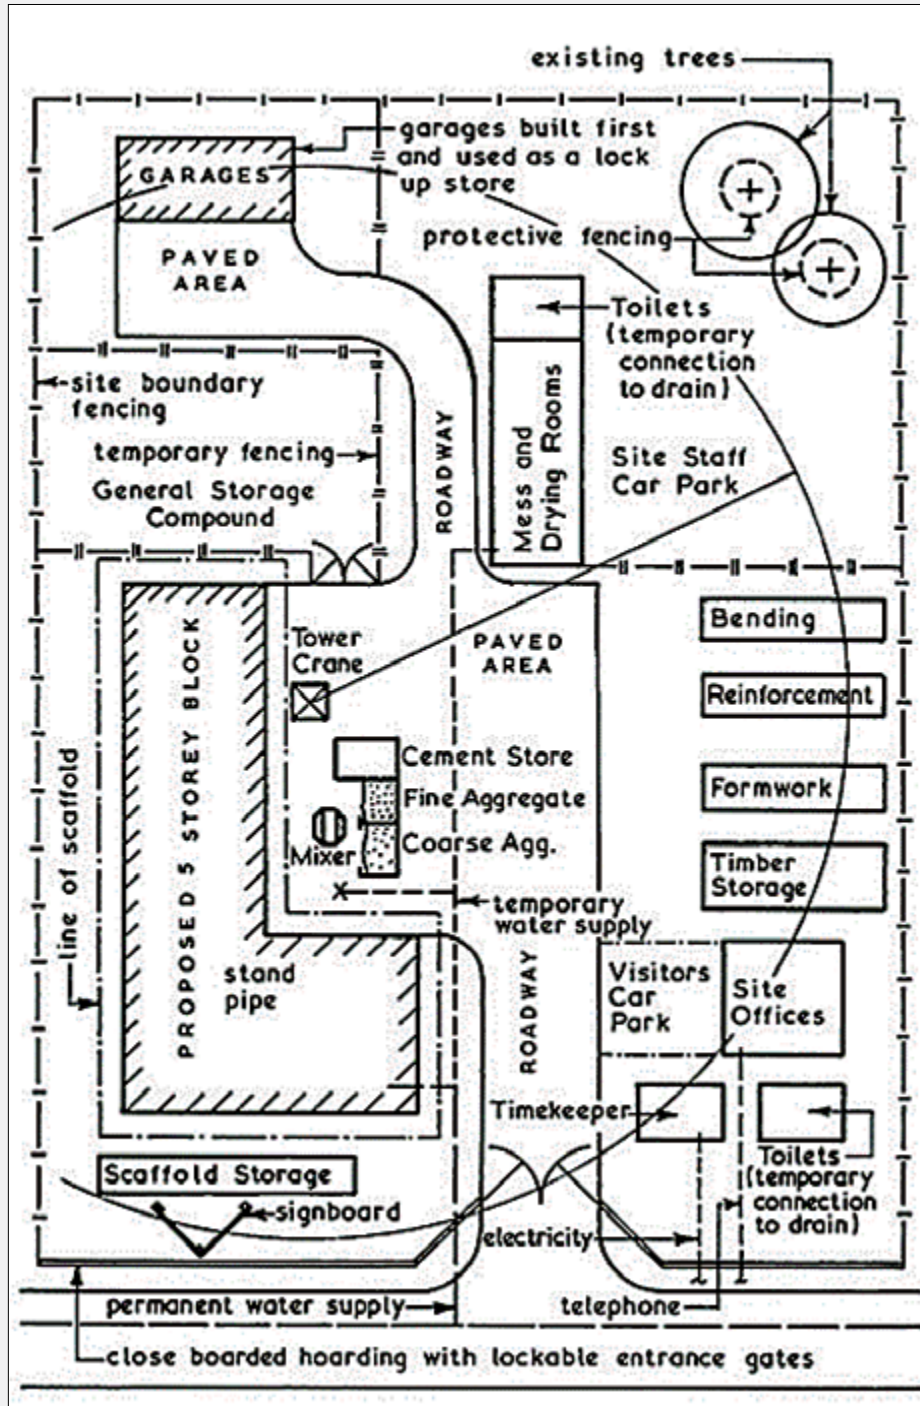 existing trees
garages built first
and used as a lock
up store
GARAGES
protective fencing
PAVED
AREA
Toilets
(temporary
connection
to drain)
site boundary
fencing
temporary fencing
General Storage
Compound
ROADWAY
Mess and
Drying Rooms
Site Staff
Car Park
Bending
Tower
Crane
PAVED
AREA
Reinforcement
PROPOSED 5 STOREY BLOCK
line of scaffold
Cement Store
Fine Aggregate
Formwork
Mixer
Coarse Agg.
Timber
Storage
temporary
water supply
stand
pipe
ROADWAY
Visitors
Car
Park
Site
Offices
Timekeeper
Scaffold Storage
Toilets
(temporary
connection
to drain)
signboard
electricity
permanent water supply
telephone
close boarded hoarding with lockable entrance gates